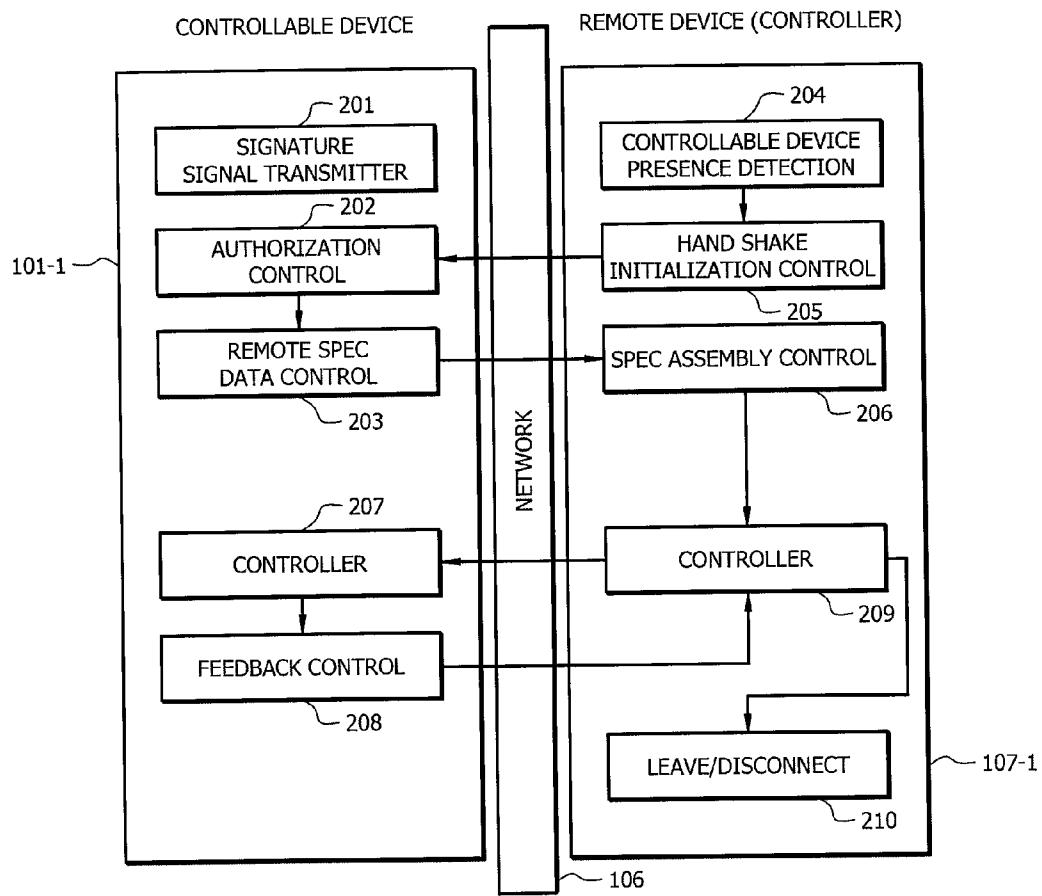 CONTROLLABLE DEVICE
REMOTE DEVICE (CONTROLLER)
201
SIGNATURE
SIGNAL TRANSMITTER
202
AUTHORIZATION
CONTROL
101-1
REMOTE SPEC
DATA CONTROL
203
207
CONTROLLER
FEEDBACK CONTROL
208
NETWORK
106
204
CONTROLLABLE DEVICE
PRESENCE DETECTION
HAND SHAKE
INITIALIZATION CONTROL
205
SPEC ASSEMBLY CONTROL
206
CONTROLLER
209
LEAVE/DISCONNECT
210
107-1